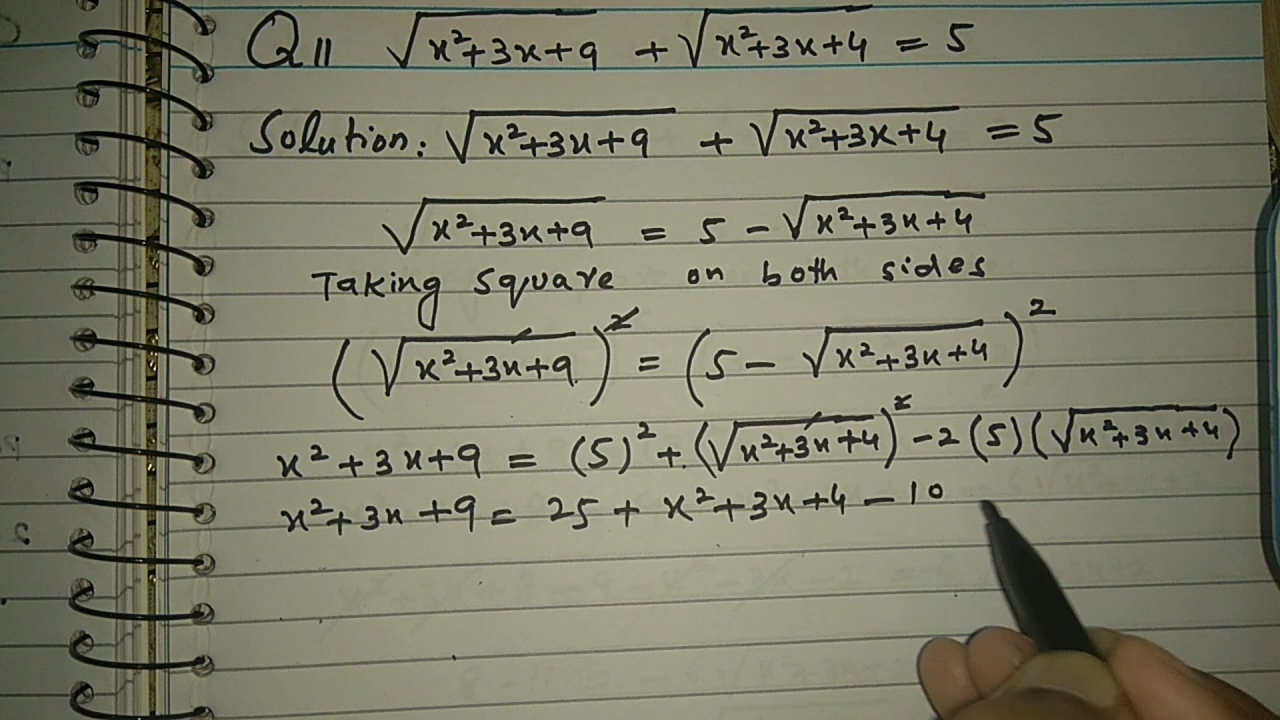 Q11 √(x²+3x+9) + √(x²+3x+4) = 5
Solution: √(x²+3x+9) + √(x²+3x+4) = 5
√(x²+3x+9) = 5 - √(x²+3x+4)
Taking square on both sides
(√(x²+3x+9))² = (5 - √(x²+3x+4))²
x²+3x+9 = (5)² + (√(x²+3x+4))² - 2(5)(√(x²+3x+4))
x²+3x+9 = 25 + x²+3x+4 - 10